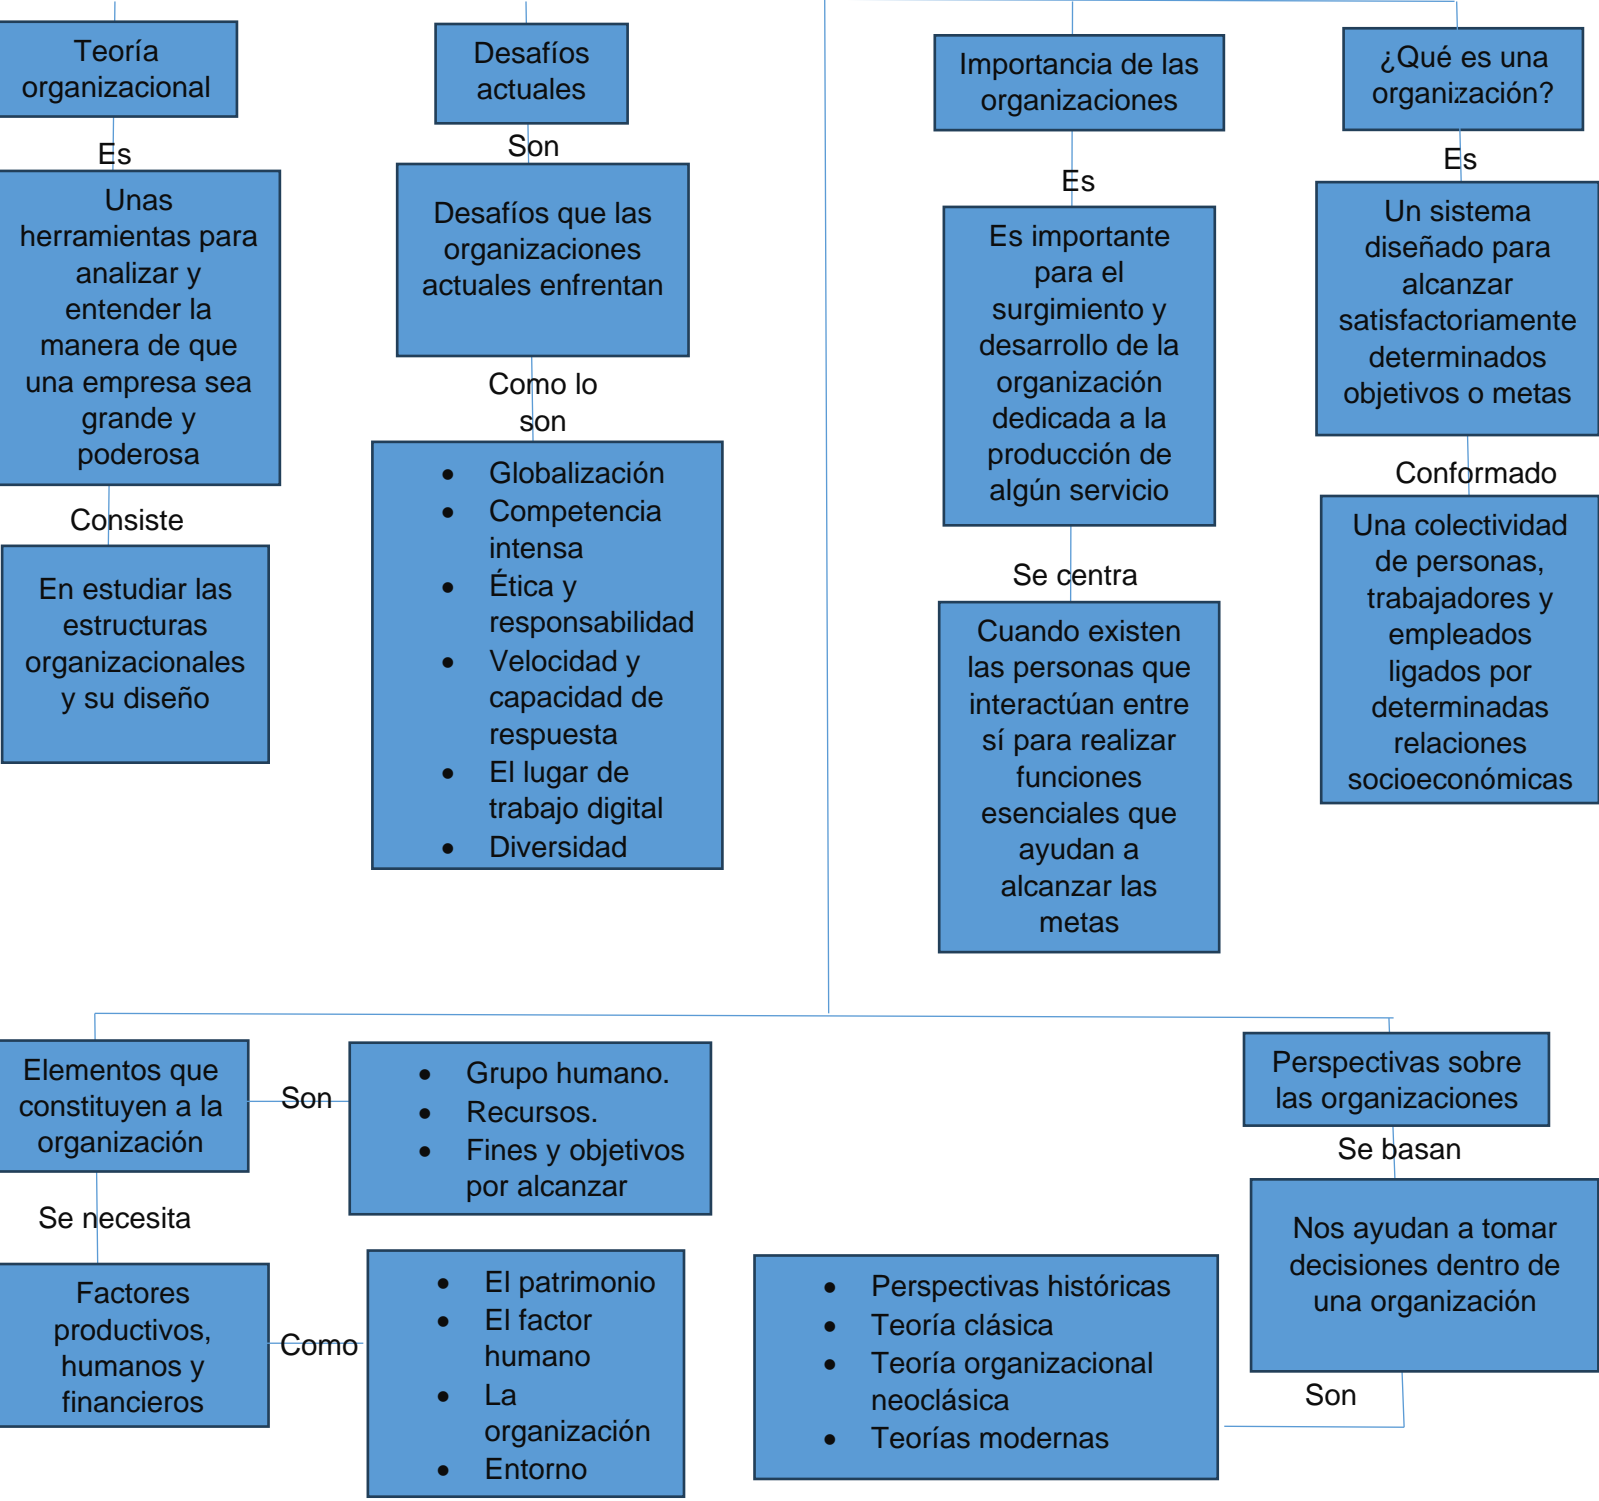 Teoría
organizacional
Es
Unas
herramientas para
analizar y
entender la
manera de que
una empresa sea
grande y
poderosa
Consiste
En estudiar las
estructuras
organizacionales
y su diseño
Desafíos
actuales
Son
Desafíos que las
organizaciones
actuales enfrentan
Como lo
son
• Globalización
• Competencia
intensa
• Ética y
responsabilidad
• Velocidad y
capacidad de
respuesta
• El lugar de
trabajo digital
• Diversidad
Importancia de las
organizaciones
Es
Es importante
para el
surgimiento y
desarrollo de la
organización
dedicada a la
producción de
algún servicio
Se centra
Cuando existen
las personas que
interactúan entre
sí para realizar
funciones
esenciales que
ayudan a
alcanzar las
metas
¿Qué es una
organización?
Es
Un sistema
diseñado para
alcanzar
satisfactoriamente
determinados
objetivos o metas
Conformado
Una colectividad
de personas,
trabajadores y
empleados
ligados por
determinadas
relaciones
socioeconómicas
Elementos que
constituyen a la
organización
Son
• Grupo humano.
• Recursos.
• Fines y objetivos
por alcanzar
Se necesita
Factores
productivos,
humanos y
financieros
Como
• El patrimonio
• El factor
humano
• La
organización
• Entorno
Perspectivas sobre
las organizaciones
Se basan
Nos ayudan a tomar
decisiones dentro de
una organización
Son
• Perspectivas históricas
• Teoría clásica
• Teoría organizacional
neoclásica
• Teorías modernas